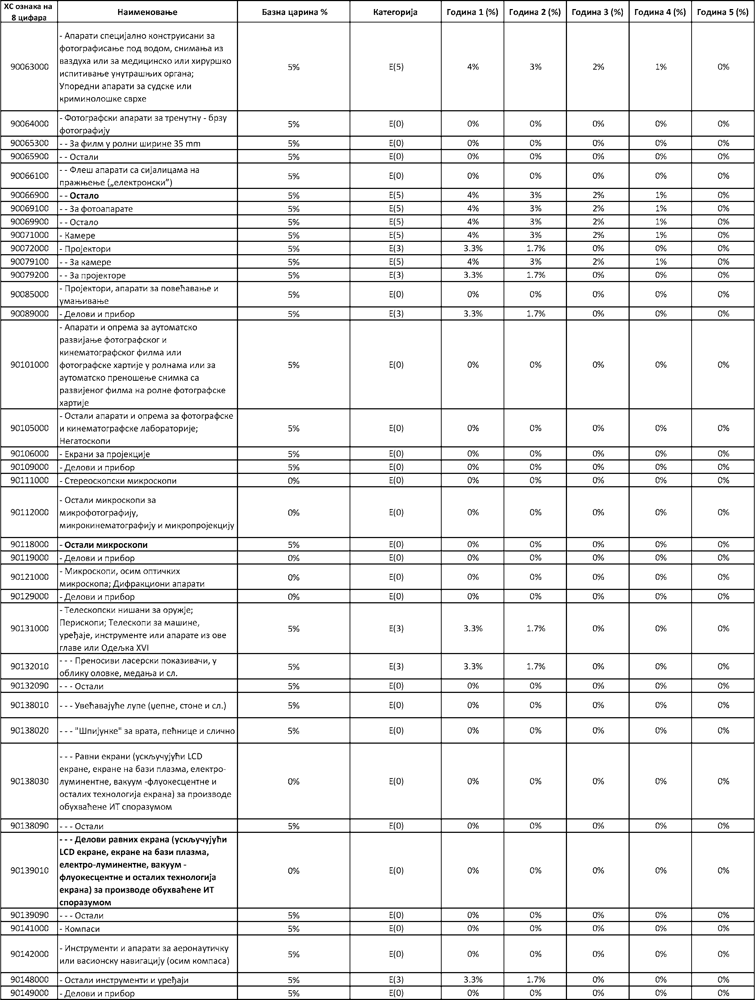 ХС ознака на 8 цифара Наименовање Базна царина % Категорија Година 1 (%) Година 2 (%) Година 3 (%) Година 4 (%) Година 5 (%)
90063000 - Апарати специјално конструисани за 5% Е(5) 4% 3% 2% 1% 0%
фотографисање под водом, снимања из
ваздуха или за медицинско или хируршко
испитивање унутрашњих органа;
Упоредни апарати за судске или
криминолошке сврхе
90064000 - Фотографски апарати за тренутну - брзу 5% Е(0) 0% 0% 0% 0% 0%
фотографију
90065300 - - За филм у ролни ширине 35 mm 5% Е(0) 0% 0% 0% 0% 0%
90065900 - - Остали 5% Е(0) 0% 0% 0% 0% 0%
90066100 - - Флеш апарати са сијалицама на 5% Е(0) 0% 0% 0% 0% 0%
пражњење („електронски”)
90066900 - - Остало 5% Е(5) 4% 3% 2% 1% 0%
90069100 - - За фотоапарате 5% Е(5) 4% 3% 2% 1% 0%
90069900 - - Остало 5% Е(5) 4% 3% 2% 1% 0%
90071000 - Камере 5% Е(5) 4% 3% 2% 1% 0%
90072000 - Пројектори 5% Е(3) 3.3% 1.7% 0% 0% 0%
90079100 - - За камере 5% Е(5) 4% 3% 2% 1% 0%
90079200 - - За пројекторе 5% Е(3) 3.3% 1.7% 0% 0% 0%
90085000 - Пројектори, апарати за повећавање и 5% Е(0) 0% 0% 0% 0% 0%
умањивање
90089000 - Делови и прибор 5% Е(3) 3.3% 1.7% 0% 0% 0%
90101000 - Апарати и опрема за аутоматско 5% Е(0) 0% 0% 0% 0% 0%
развијање фотографског и
кинематографског филма или
фотографске хартије у ролнама или за
аутоматско преношење снимка са
развијеног филма на ролне фотографске
хартије
90105000 - Остали апарати и опрема за фотографске 5% Е(0) 0% 0% 0% 0% 0%
и кинематографске лабораторије;
Негатоскопи
90106000 - Екрани за пројекције 5% Е(0) 0% 0% 0% 0% 0%
90109000 - Делови и прибор 5% Е(0) 0% 0% 0% 0% 0%
90111000 - Стереоскопски микроскопи 0% Е(0) 0% 0% 0% 0% 0%
90112000 - Остали микроскопи за 0% Е(0) 0% 0% 0% 0% 0%
микрофотографију,
микрокинематографију и микропројекцију
90118000 - Остали микроскопи 5% Е(0) 0% 0% 0% 0% 0%
90119000 - Делови и прибор 0% Е(0) 0% 0% 0% 0% 0%
90121000 - Микроскопи, осим оптичких 0% Е(0) 0% 0% 0% 0% 0%
микроскопа; Дифракциони апарати
90129000 - Делови и прибор 0% Е(0) 0% 0% 0% 0% 0%
90131000 - Телескопски нишани за оружје; 5% Е(3) 3.3% 1.7% 0% 0% 0%
Перископи; Телескопи за машине,
уређаје, инструменте или апарате из ове
главе или Одељка XVI
90132010 - - - Преносиви ласерски показивачи, у 5% Е(3) 3.3% 1.7% 0% 0% 0%
облику оловке, медања и сл.
90132090 - - - Остали 5% Е(0) 0% 0% 0% 0% 0%
90138010 - - - Увећавајуће лупе (џепне, стоне и сл.) 5% Е(0) 0% 0% 0% 0% 0%
90138020 - - - "Шпијунке" за врата, пећнице и слично 5% Е(0) 0% 0% 0% 0% 0%
90138030 - - - Равни екрани (ускључујући LCD 0% Е(0) 0% 0% 0% 0% 0%
екране, екране на бази плазма, електро-
луминентне, вакуум -флуокесцентне и
осталих технологија екрана) за производе
обухваћене ИТ споразумом
90138090 - - - Остали 5% Е(0) 0% 0% 0% 0% 0%
90139010 - - - Делови равних екрана (ускључујући 0% Е(0) 0% 0% 0% 0% 0%
LCD екране, екране на бази плазма,
електро-луминентне, вакуум -
флуокесцентне и осталих технологија
екрана) за производе обухваћене ИТ
споразумом
90139090 - - - Остали 5% Е(0) 0% 0% 0% 0% 0%
90141000 - Компаси 5% Е(0) 0% 0% 0% 0% 0%
90142000 - Инструменти и апарати за аеронаутичку 5% Е(0) 0% 0% 0% 0% 0%
или васионску навигацију (осим компаса)
90148000 - Остали инструменти и уређаји 5% Е(3) 3.3% 1.7% 0% 0% 0%
90149000 - Делови и прибор 5% Е(0) 0% 0% 0% 0% 0%